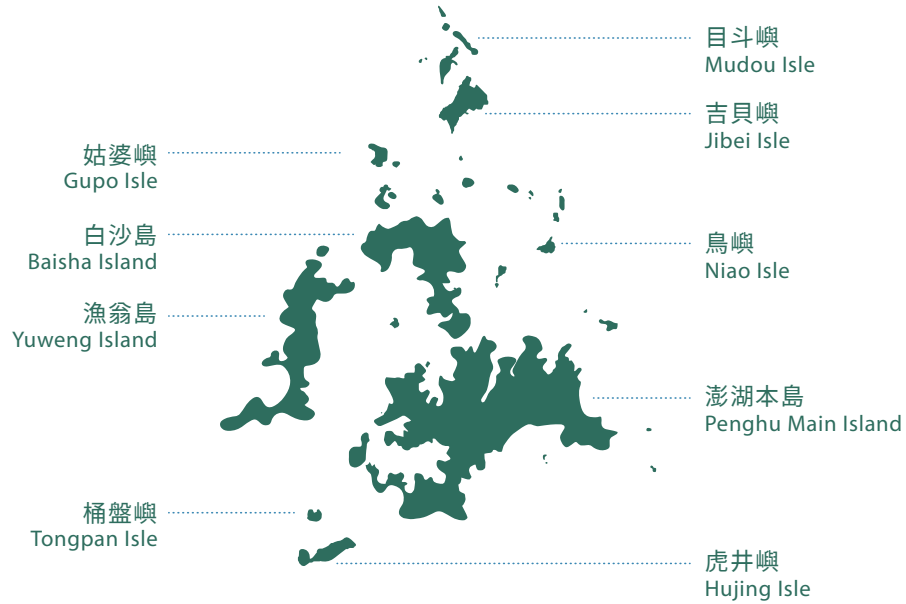 目斗嶼
Mudou Isle
吉貝嶼
Jibei Isle
姑婆嶼
Gupo Isle
白沙島
Baisha Island
鳥嶼
Niao Isle
漁翁島
Yuweng Island
澎湖本島
Penghu Main Island
桶盤嶼
Tongpan Isle
虎井嶼
Hujing Isle